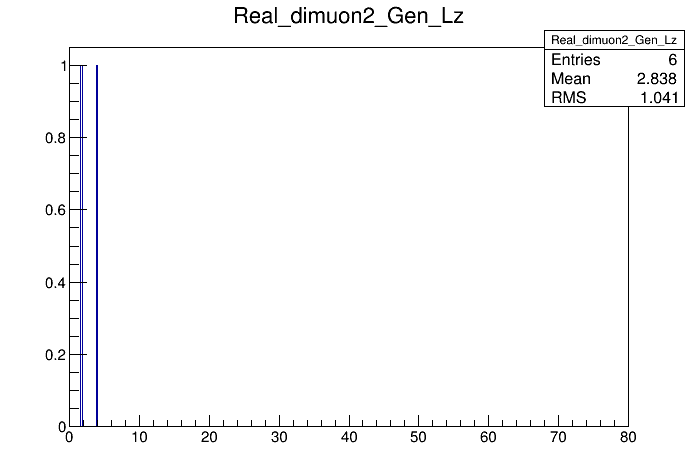 Real_dimuon2_Gen_Lz
Real_dimuon2_Gen_Lz
Entries 6
Mean 2.838
RMS 1.041
1
0.8
0.6
0.4
0.2
0
0 10 20 30 40 50 60 70 80